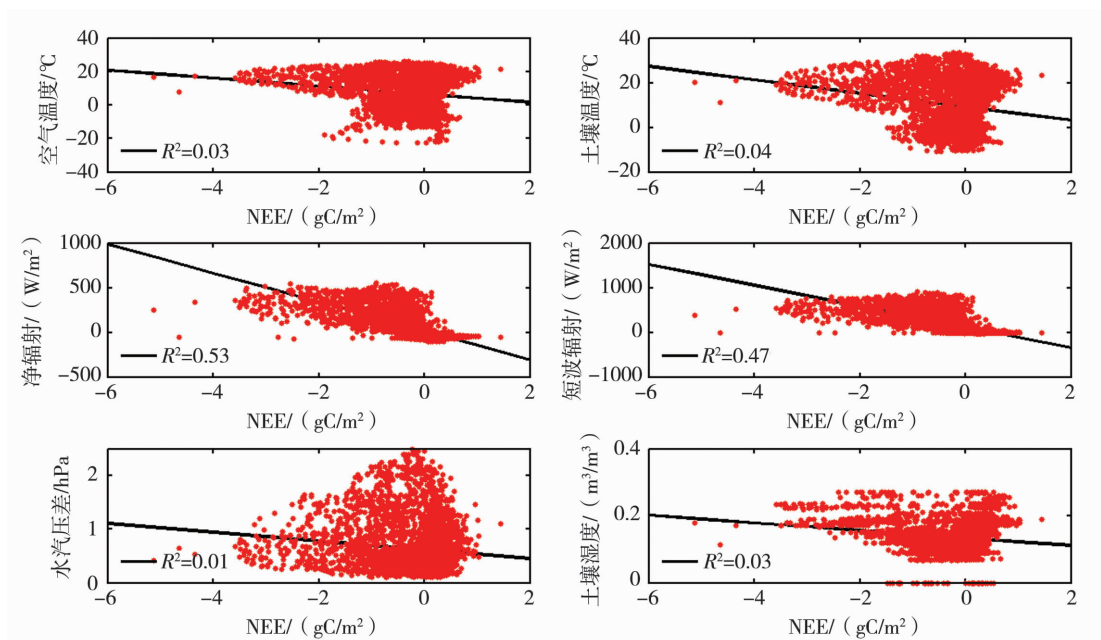 40
20
0
−20
−40
空气温度/℃
R²=0.03
−6 −4 −2 0 2
NEE/（gC/m²）
40
20
0
−20
土壤温度/℃
R²=0.04
−6 −4 −2 0 2
NEE/（gC/m²）
1000
500
0
−500
净辐射/（W/m²）
R²=0.53
−6 −4 −2 0 2
NEE/（gC/m²）
2000
1000
0
−1000
短波辐射/（W/m²）
R²=0.47
−6 −4 −2 0 2
NEE/（gC/m²）
2
1
0
水汽压差/hPa
R²=0.01
−6 −4 −2 0 2
NEE/（gC/m²）
0.4
0.2
0
土壤湿度/（m³/m³）
R²=0.03
−6 −4 −2 0 2
NEE/（gC/m²）